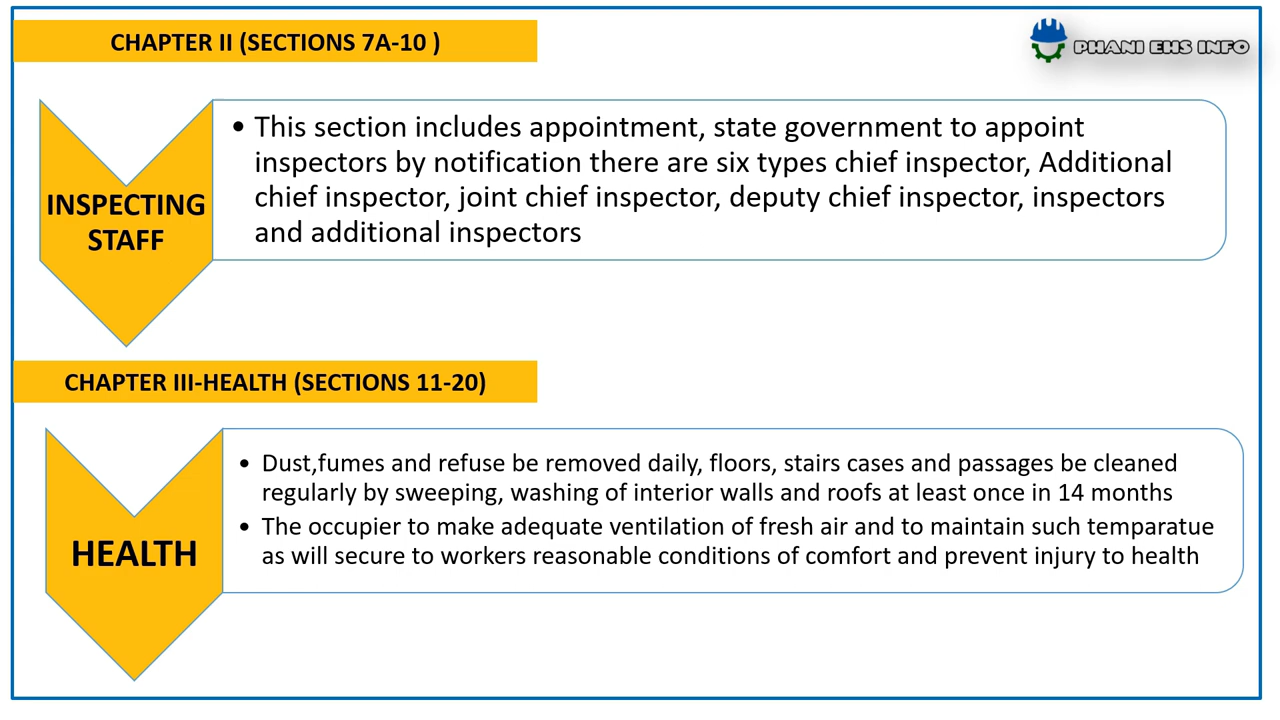 CHAPTER II (SECTIONS 7A-10 )
PHANI EHS INFO
INSPECTING
STAFF
• This section includes appointment, state government to appoint
inspectors by notification there are six types chief inspector, Additional
chief inspector, joint chief inspector, deputy chief inspector, inspectors
and additional inspectors
CHAPTER III-HEALTH (SECTIONS 11-20)
HEALTH
• Dust,fumes and refuse be removed daily, floors, stairs cases and passages be cleaned
regularly by sweeping, washing of interior walls and roofs at least once in 14 months
• The occupier to make adequate ventilation of fresh air and to maintain such temparatue
as will secure to workers reasonable conditions of comfort and prevent injury to health